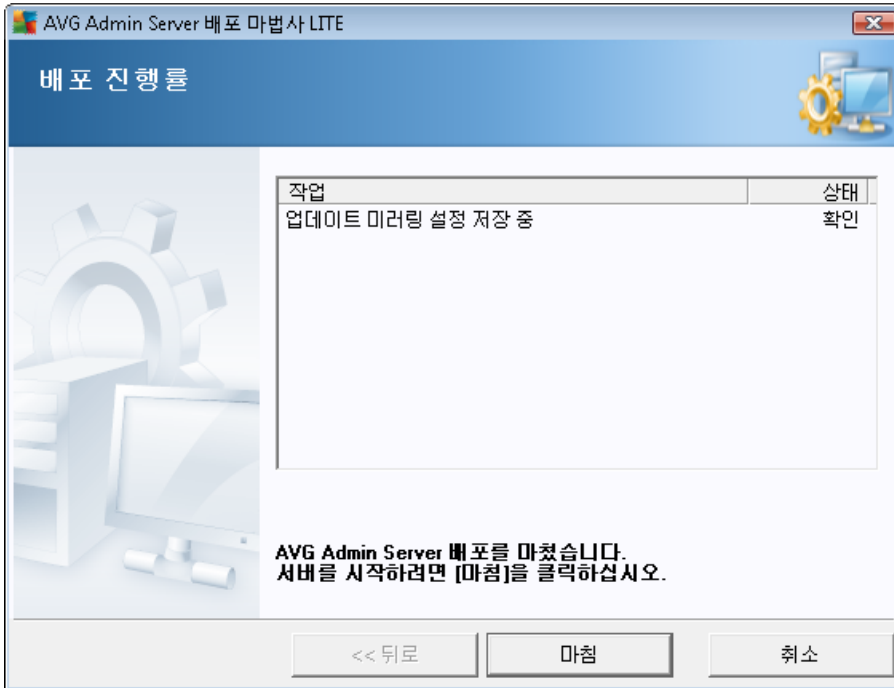 AVG Admin Server 배포 마법사 LITE
배포 진행률
작업 상태
업데이트 미러링 설정 저장 중 확인
AVG Admin Server 배포를 마쳤습니다.
서버를 시작하려면 [마침]을 클릭하십시오.
<< 뒤로 마침 취소